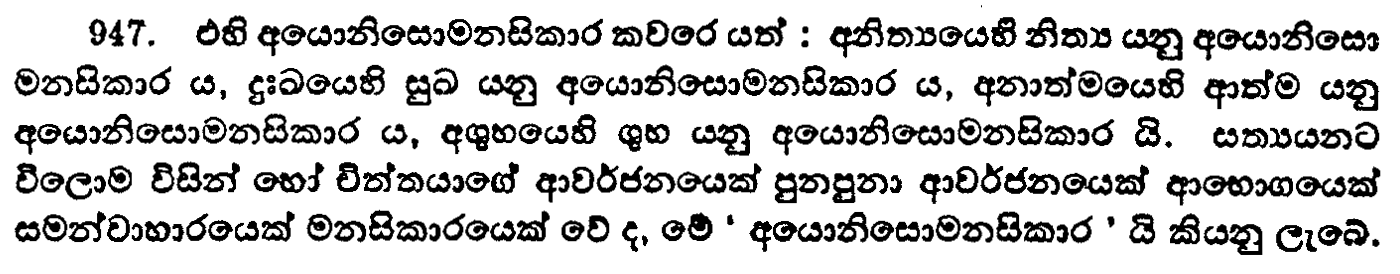 947. එහි අයොනිසොමනසිකාර කවරෙ යත් : අනිත්‍යයෙහි නිත්‍ය යනු අයොනිසො
මනසිකාර ය, දුඃඛයෙහි සුඛ යනු අයොනිසොමනසිකාර ය, අනාත්මයෙහි ආත්ම යනු
අයොනිසොමනසිකාර ය, අශුභයෙහි ශුභ යනු අයොනිසොමනසිකාර යි. සත්‍යයනට
විලොම විසින් හෝ චිත්තයාගේ ආවර්ජනයෙක් පුනපුනා ආවර්ජනයෙක් ආභොගයෙක්
සමන්වාහාරයෙක් මනසිකාරයෙක් වේ ද, මේ ' අයොනිසොමනසිකාර ' යි කියනු ලැබේ.